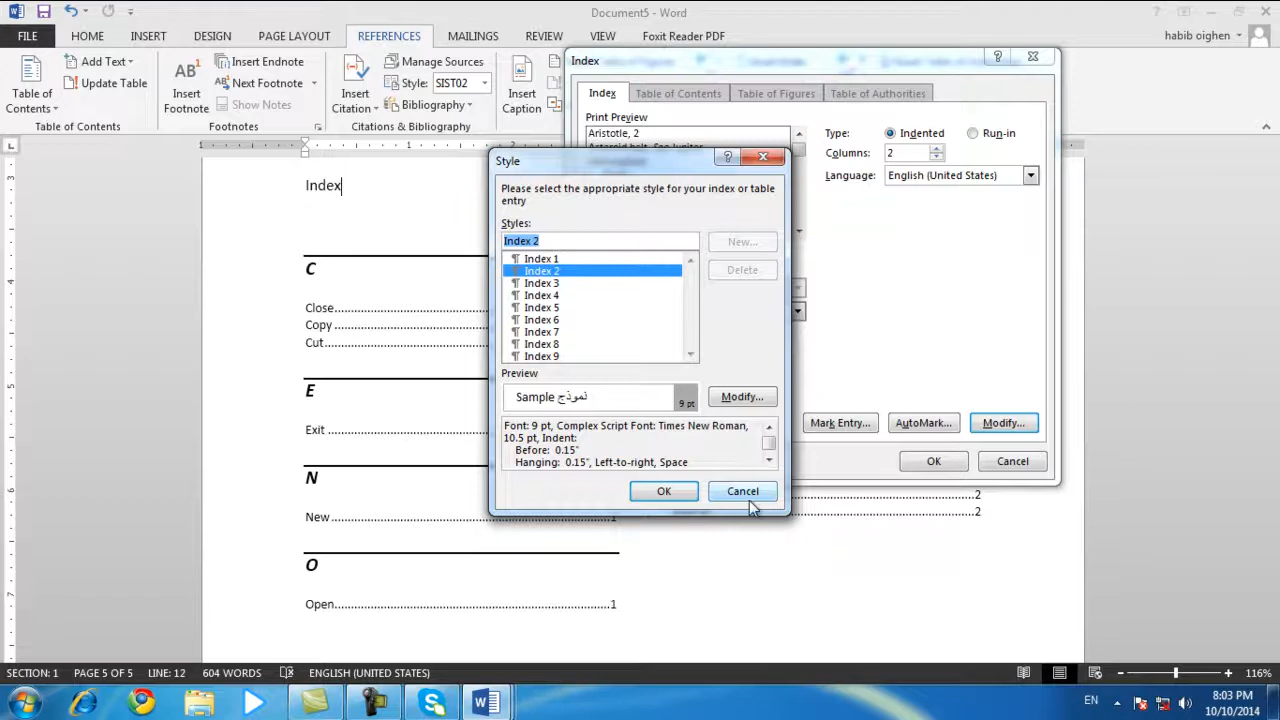 Document5 - Word
FILE HOME INSERT DESIGN PAGE LAYOUT REFERENCES MAILINGS REVIEW VIEW Foxit Reader PDF habib oighen
Table of Contents
Add Text
Update Table
Table of Contents
AB
Insert Footnote
Insert Endnote
Next Footnote
Show Notes
Footnotes
Insert Citation
Manage Sources
Style: SIST02
Bibliography
Citations & Bibliography
Insert Caption
Index
Index Table of Contents Table of Figures Table of Authorities
Print Preview
Aristotle, 2
Type: Indented Run-in
Columns: 2
Language: English (United States)
Mark Entry... AutoMark... Modify...
OK Cancel
Style
Please select the appropriate style for your index or table
entry
Styles:
Index 2
New...
Delete
¶ Index 1
¶ Index 2
¶ Index 3
¶ Index 4
¶ Index 5
¶ Index 6
¶ Index 7
¶ Index 8
¶ Index 9
Preview
Sample نموذج
9 pt
Modify...
Font: 9 pt, Complex Script Font: Times New Roman,
10.5 pt, Indent:
Before: 0.15"
Hanging: 0.15", Left-to-right, Space
OK Cancel
Index
C
Close
Copy
Cut
E
Exit
N
New 1
O
Open 1
2
2
SECTION: 1 PAGE 5 OF 5 LINE: 12 604 WORDS ENGLISH (UNITED STATES) 116%
EN 8:03 PM
10/10/2014